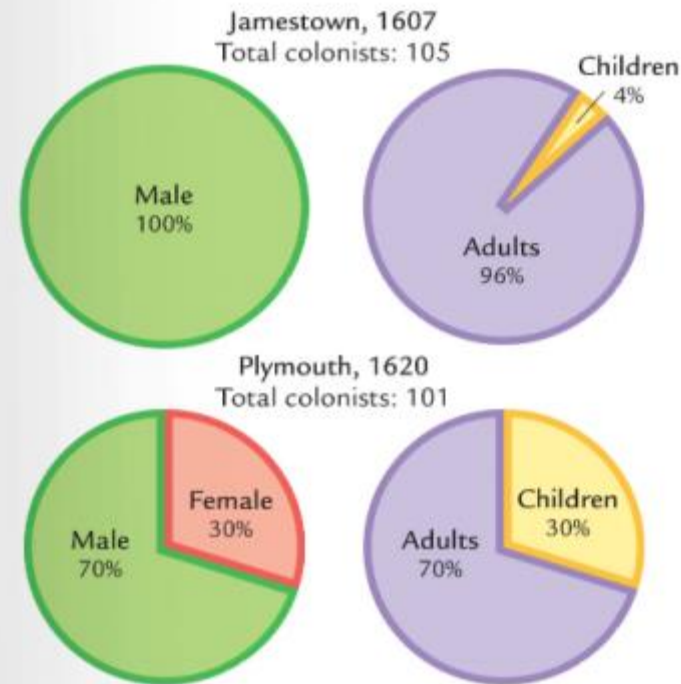 Jamestown, 1607
Total colonists: 105
Male
100%
Children
4%
Adults
96%
Plymouth, 1620
Total colonists: 101
Male
70%
Female
30%
Adults
70%
Children
30%